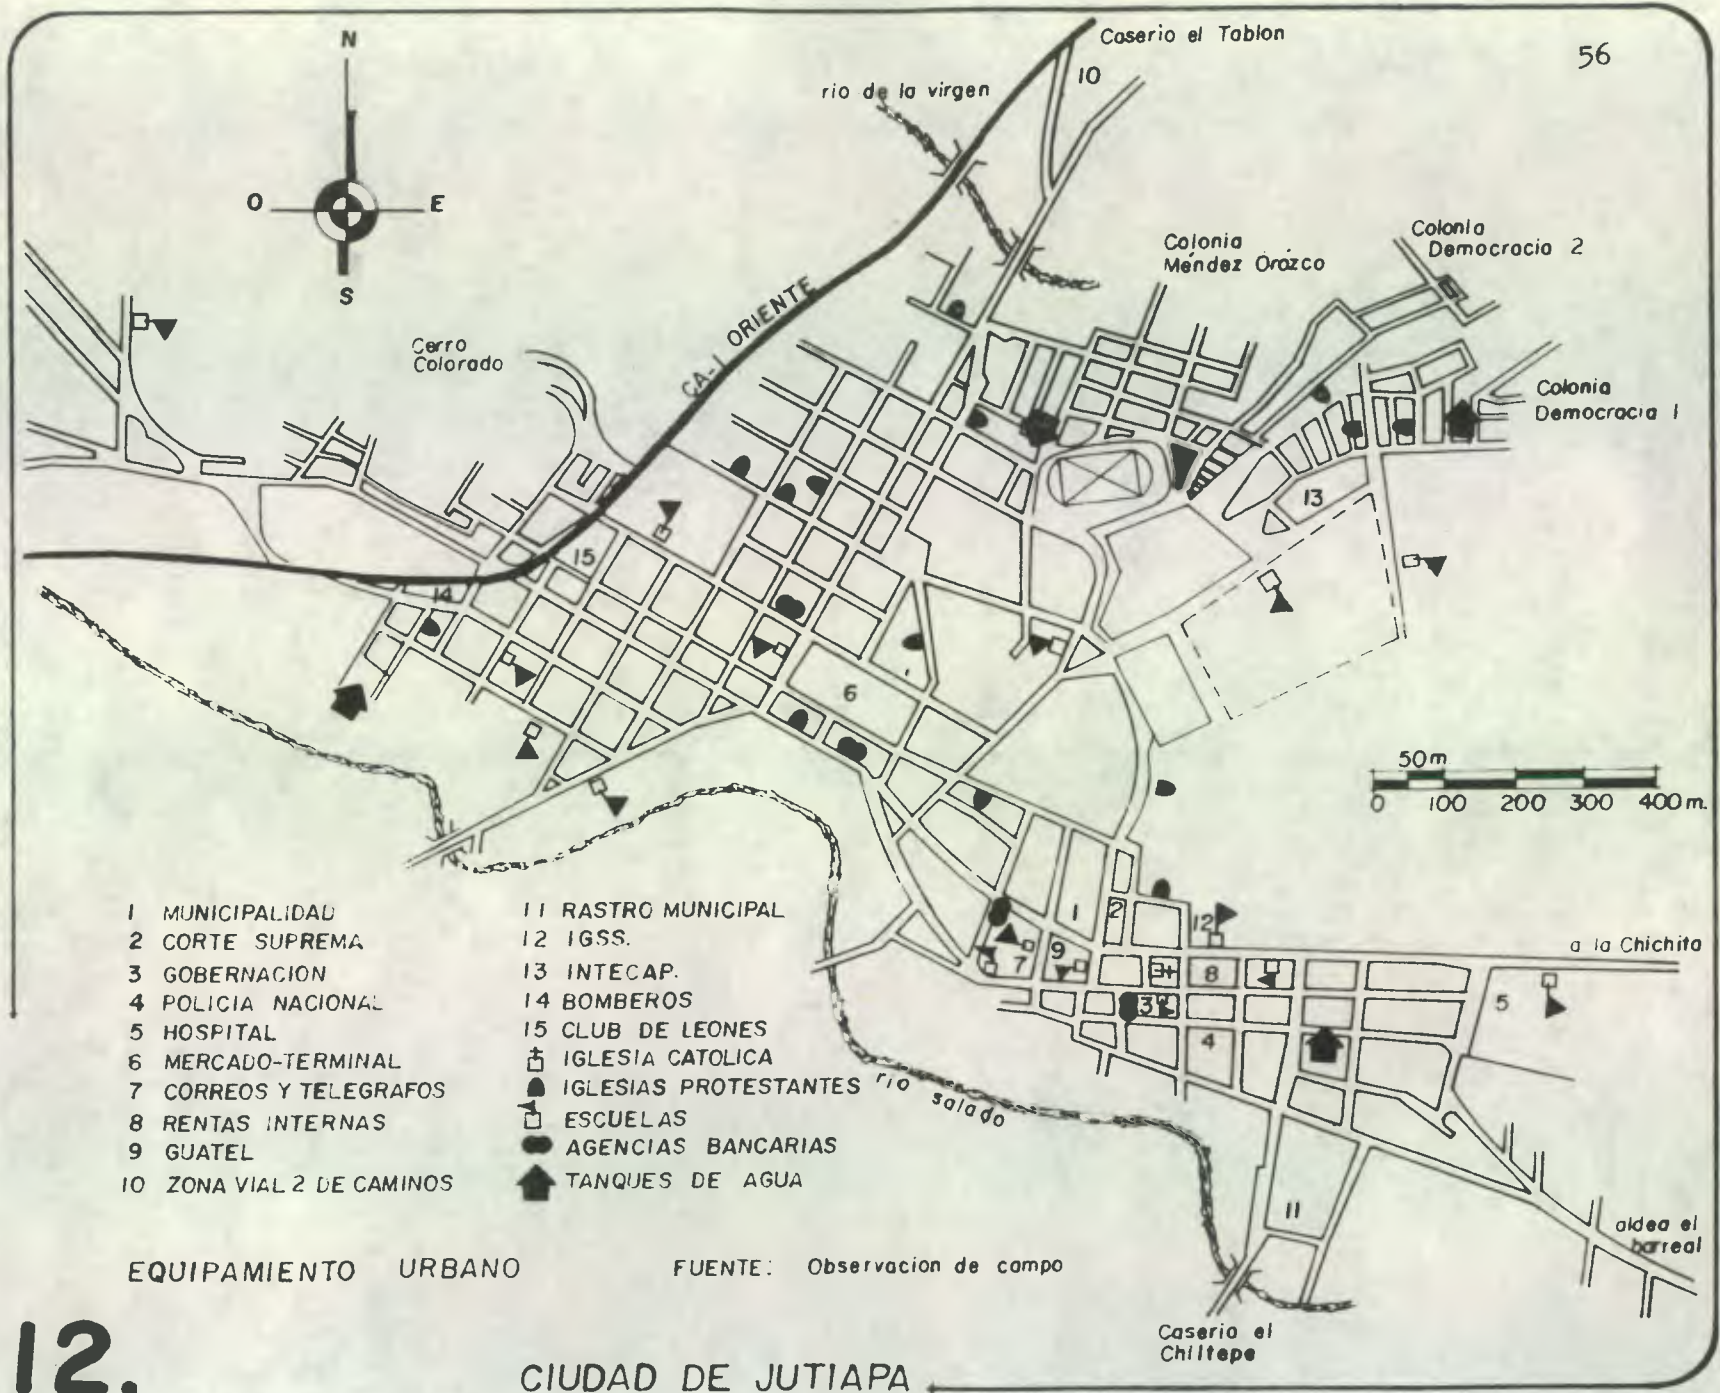 56
N
O
E
S
Caserio el Tablon
10
rio de la virgen
Colonia
Méndez Orózco
Colonia
Democracia 2
Cerro
Colorado
CA-1 ORIENTE
Colonia
Democracia 1
13
15
14
6
50m
0 100 200 300 400m.
1
2
12
a la Chichita
9
7
8
5
3
4
rio salado
11
aldea el
barreal
Caserio el
Chiltepe
1 MUNICIPALIDAD
2 CORTE SUPREMA
3 GOBERNACION
4 POLICIA NACIONAL
5 HOSPITAL
6 MERCADO-TERMINAL
7 CORREOS Y TELEGRAFOS
8 RENTAS INTERNAS
9 GUATEL
10 ZONA VIAL 2 DE CAMINOS
11 RASTRO MUNICIPAL
12 IGSS.
13 INTECAP.
14 BOMBEROS
15 CLUB DE LEONES
IGLESIA CATOLICA
IGLESIAS PROTESTANTES
ESCUELAS
AGENCIAS BANCARIAS
TANQUES DE AGUA
EQUIPAMIENTO URBANO
FUENTE: Observacion de campo
12.
CIUDAD DE JUTIAPA